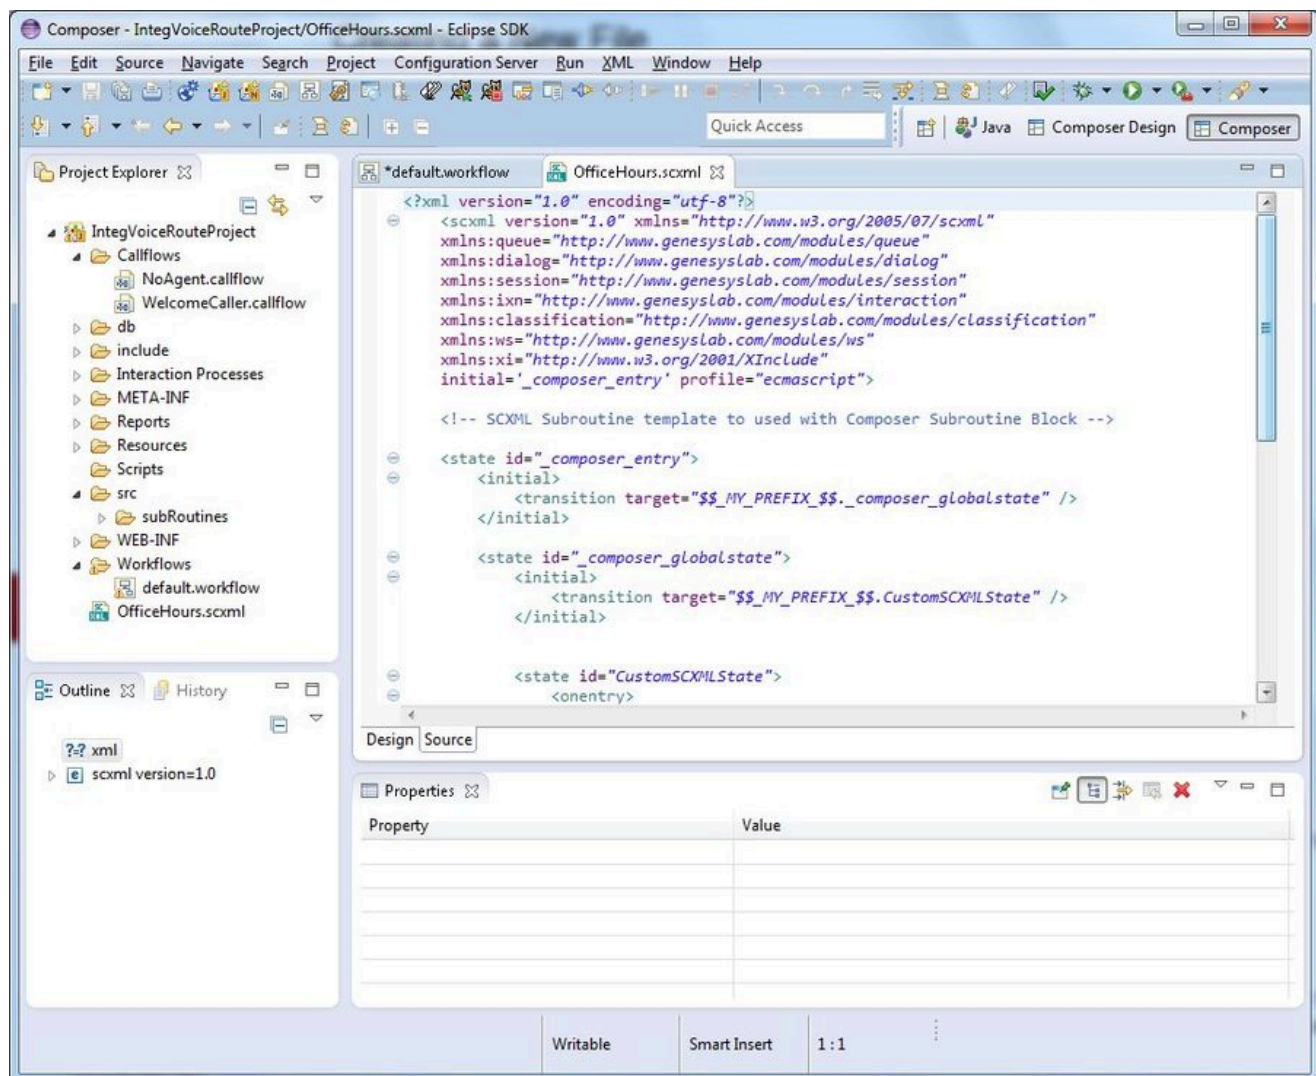 Composer - IntegVoiceRouteProject/OfficeHours.scxml - Eclipse SDK
File Edit Source Navigate Search Project Configuration Server Run XML Window Help
Quick Access
Java Composer Design Composer
Project Explorer
IntegVoiceRouteProject
Callflows
NoAgent.callflow
WelcomeCaller.callflow
db
include
Interaction Processes
META-INF
Reports
Resources
Scripts
src
subRoutines
WEB-INF
Workflows
default.workflow
OfficeHours.scxml
Outline History
?=? xml
e scxml version=1.0
*default.workflow OfficeHours.scxml
<?xml version="1.0" encoding="utf-8"?>
<scxml version="1.0" xmlns="http://www.w3.org/2005/07/scxml"
xmlns:queue="http://www.genesyslab.com/modules/queue"
xmlns:dialog="http://www.genesyslab.com/modules/dialog"
xmlns:session="http://www.genesyslab.com/modules/session"
xmlns:ixn="http://www.genesyslab.com/modules/interaction"
xmlns:classification="http://www.genesyslab.com/modules/classification"
xmlns:ws="http://www.genesyslab.com/modules/ws"
xmlns:xi="http://www.w3.org/2001/XInclude"
initial='_composer_entry' profile="ecmascript">
<!-- SCXML Subroutine template to used with Composer Subroutine Block -->
<state id="_composer_entry">
<initial>
<transition target="$$_MY_PREFIX_$$._composer_globalstate" />
</initial>
<state id="_composer_globalstate">
<initial>
<transition target="$$_MY_PREFIX_$$.CustomSCXMLState" />
</initial>
<state id="CustomSCXMLState">
<onentry>
Design Source
Properties
Property Value
Writable Smart Insert 1 : 1